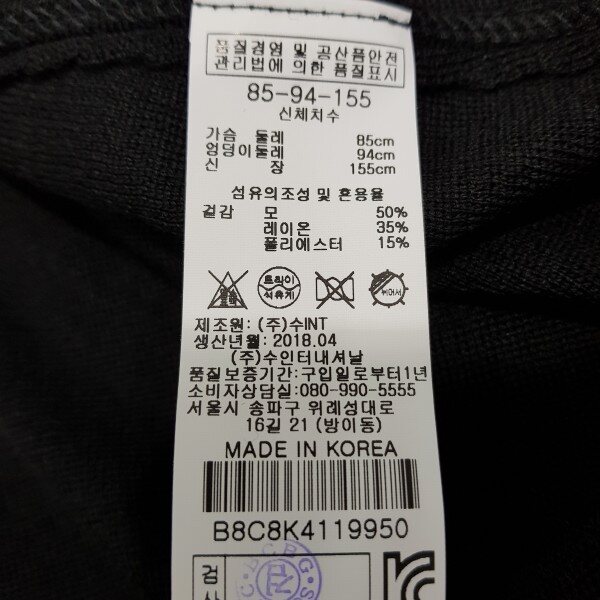 품질경영 및 공산품안전
관리법에 의한 품질표시
85-94-155
신체치수
가슴 둘레 85cm
엉덩이둘레 94cm
신 장 155cm
섬유의조성 및 혼용율
겉감 모 50%
레이온 35%
폴리에스터 15%
드라이
석유계
뉘어서
제조원: (주)수INT
생산년월: 2018.04
(주)수인터내셔날
품질보증기간:구입일로부터1년
소비자상담실:080-990-5555
서울시 송파구 위례성대로
16길 21 (방이동)
MADE IN KOREA
B8C8K4119950
검